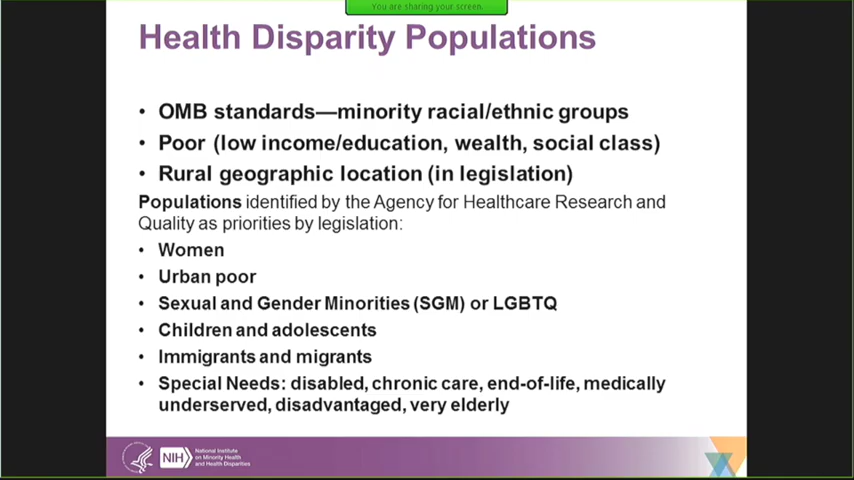 You are sharing your screen.
Health Disparity Populations
• OMB standards—minority racial/ethnic groups
• Poor (low income/education, wealth, social class)
• Rural geographic location (in legislation)
Populations identified by the Agency for Healthcare Research and
Quality as priorities by legislation:
• Women
• Urban poor
• Sexual and Gender Minorities (SGM) or LGBTQ
• Children and adolescents
• Immigrants and migrants
• Special Needs: disabled, chronic care, end-of-life, medically
underserved, disadvantaged, very elderly
NIH
National Institute
on Minority Health
and Health Disparities